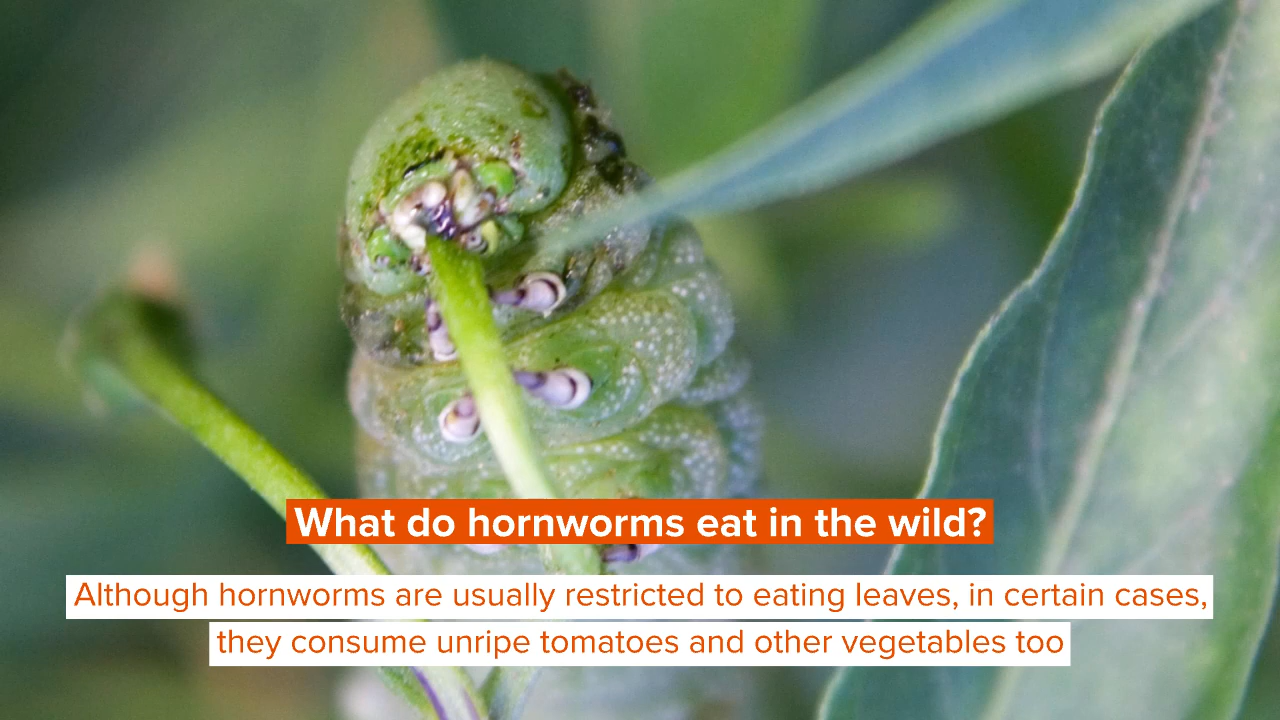 What do hornworms eat in the wild?
Although hornworms are usually restricted to eating leaves, in certain cases,
they consume unripe tomatoes and other vegetables too